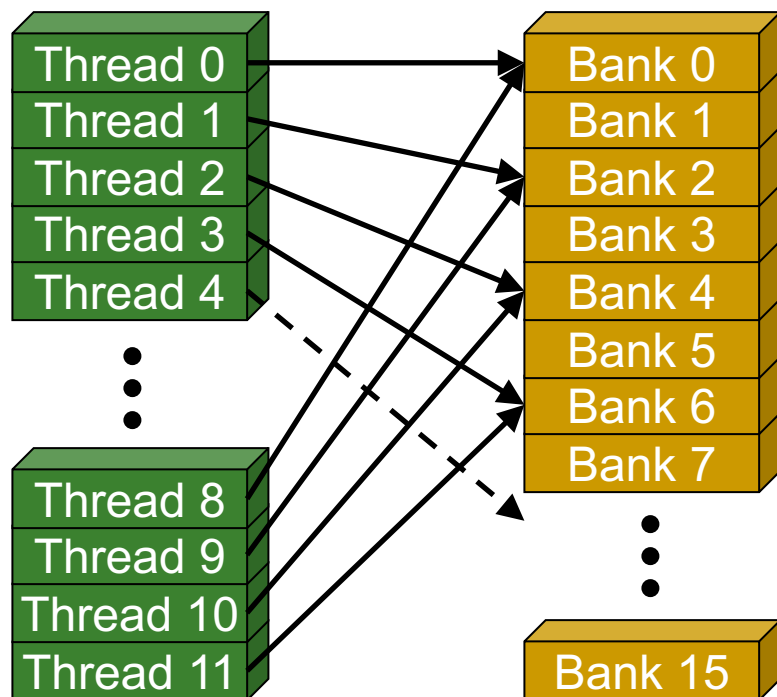 Thread 0
Thread 1
Thread 2
Thread 3
Thread 4
Thread 8
Thread 9
Thread 10
Thread 11
Bank 0
Bank 1
Bank 2
Bank 3
Bank 4
Bank 5
Bank 6
Bank 7
Bank 15